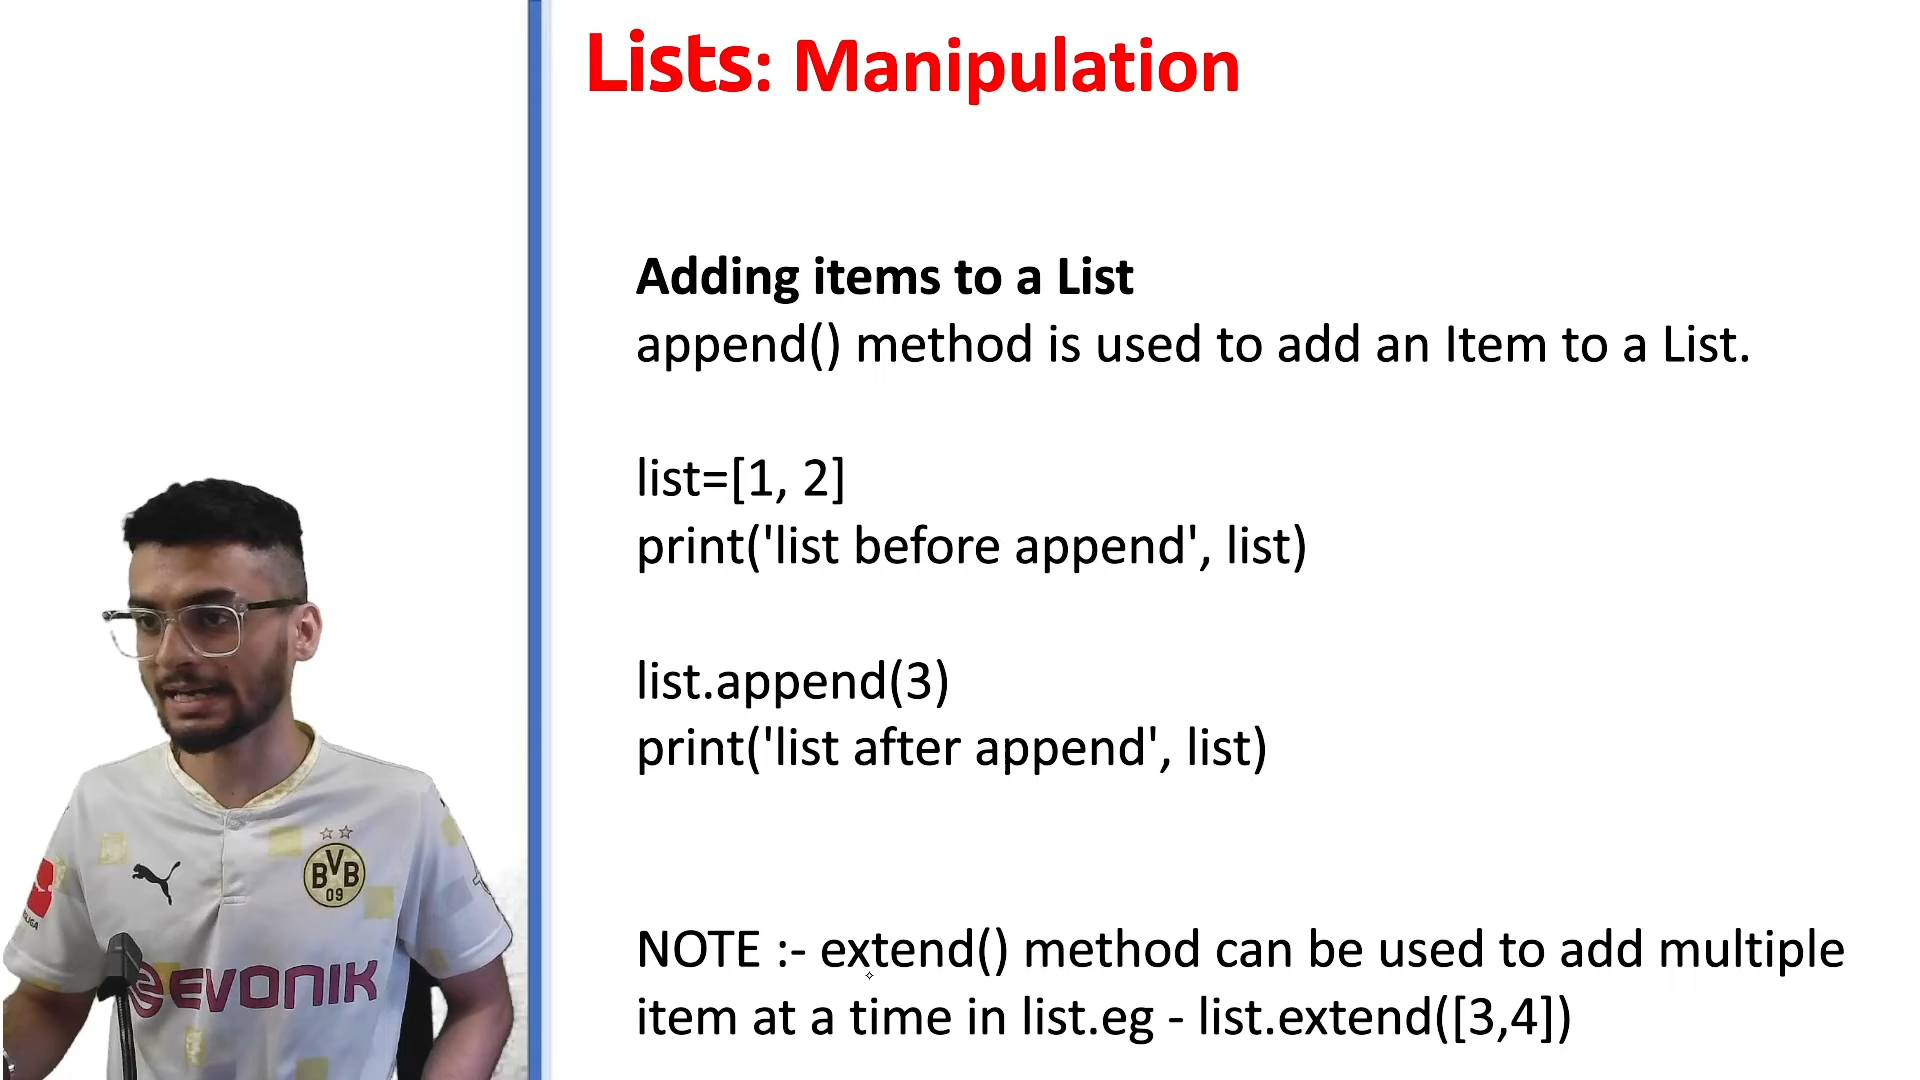 Lists: Manipulation
Adding items to a List
append() method is used to add an Item to a List.
list=[1, 2]
print('list before append', list)
list.append(3)
print('list after append', list)
NOTE :- extend() method can be used to add multiple
item at a time in list.eg - list.extend([3,4])
BVB
09
EVONIK